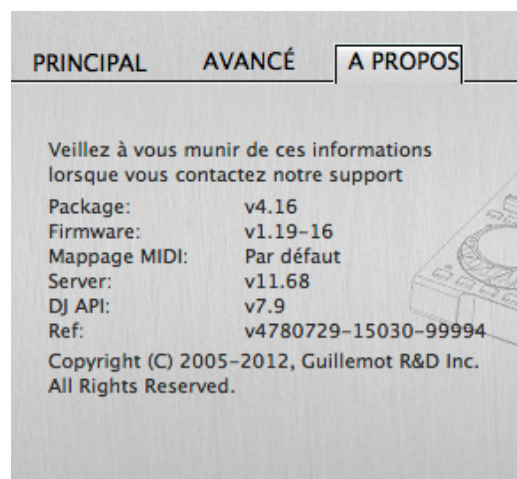 PRINCIPAL AVANCÉ A PROPOS
Veillez à vous munir de ces informations
lorsque vous contactez notre support
Package: v4.16
Firmware: v1.19-16
Mappage MIDI: Par défaut
Server: v11.68
DJ API: v7.9
Ref: v4780729-15030-99994
Copyright (C) 2005-2012, Guillemot R&D Inc.
All Rights Reserved.